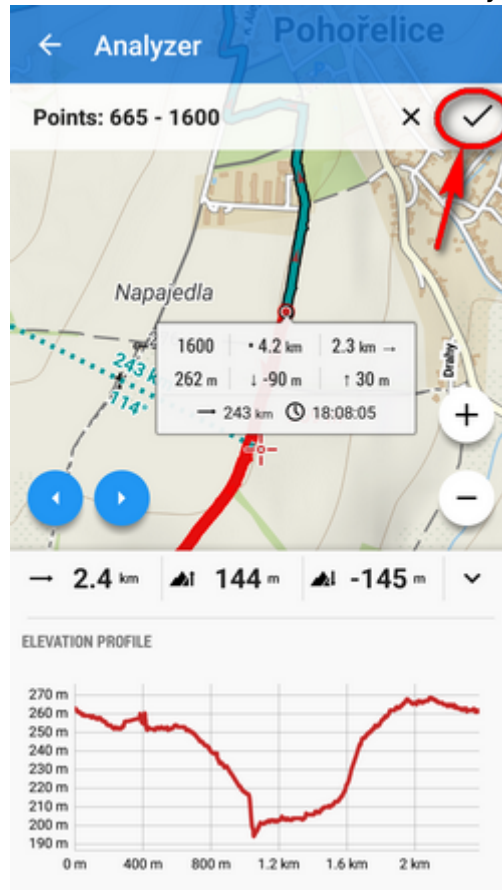 ← Analyzer
Pohořelice
Points: 665 - 1600
Napajedla
1600 • 4.2 km 2.3 km →
262 m ↓ -90 m ↑ 30 m
→ 243 km 18:08:05
243 k
114°
Drahy
+
−
→ 2.4 km 144 m -145 m
ELEVATION PROFILE
270 m
260 m
250 m
240 m
230 m
220 m
210 m
200 m
190 m
0 m 400 m 800 m 1.2 km 1.6 km 2 km